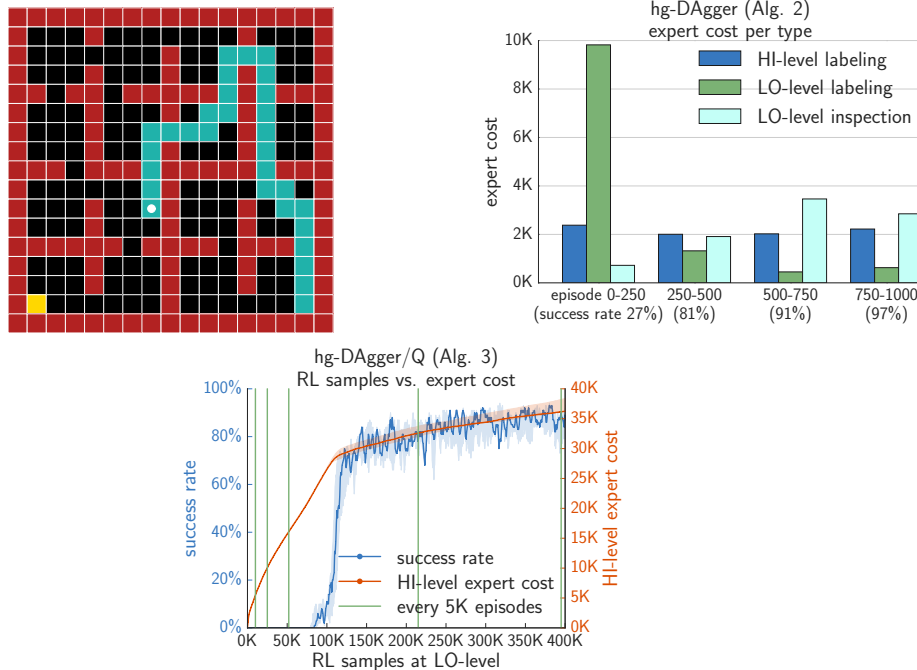 hg-DAgger (Alg. 2)
expert cost per type
10K
8K
6K
4K
2K
0K
expert cost
HI-level labeling
LO-level labeling
LO-level inspection
episode 0-250 250-500 500-750 750-1000
(success rate 27%) (81%) (91%) (97%)
hg-DAgger/Q (Alg. 3)
RL samples vs. expert cost
100%
80%
60%
40%
20%
0%
success rate
40K
35K
30K
25K
20K
15K
10K
5K
0K
HI-level expert cost
success rate
HI-level expert cost
every 5K episodes
0K 50K 100K 150K 200K 250K 300K 350K 400K
RL samples at LO-level